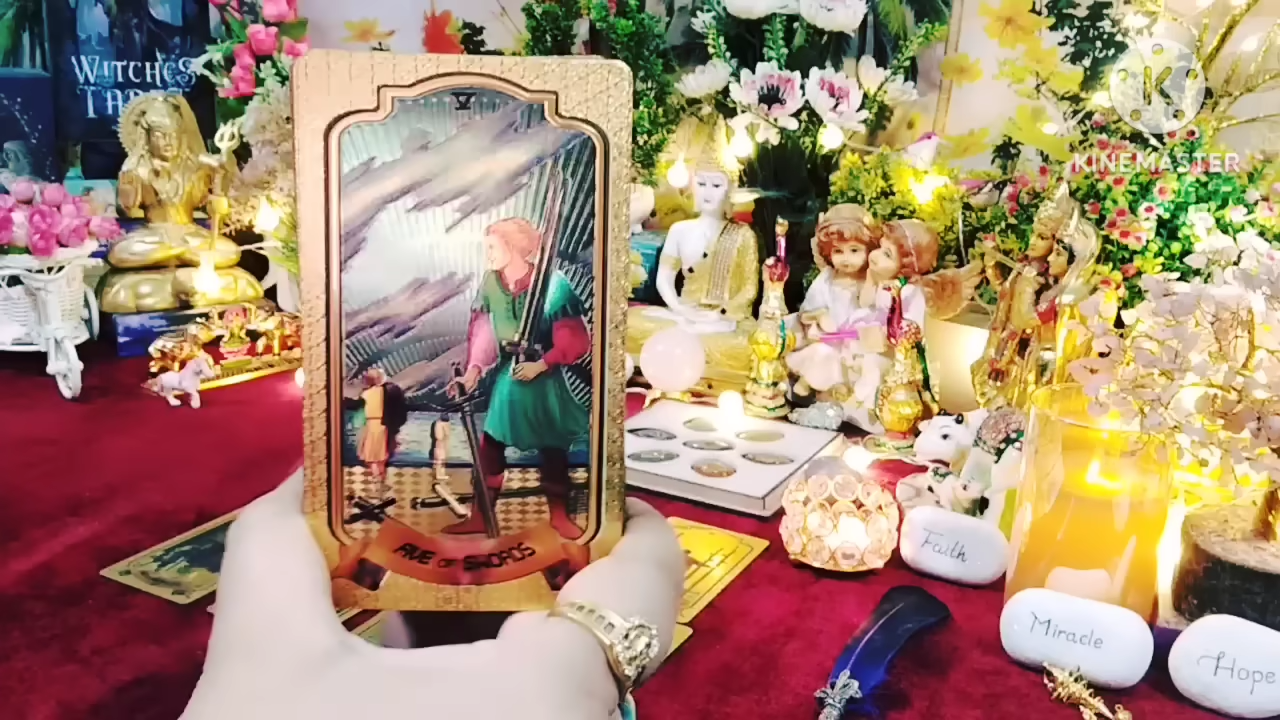 WITCHES
TAROT
K
KINEMASTER
V
FIVE OF SWORDS
Faith
Miracle
Hope